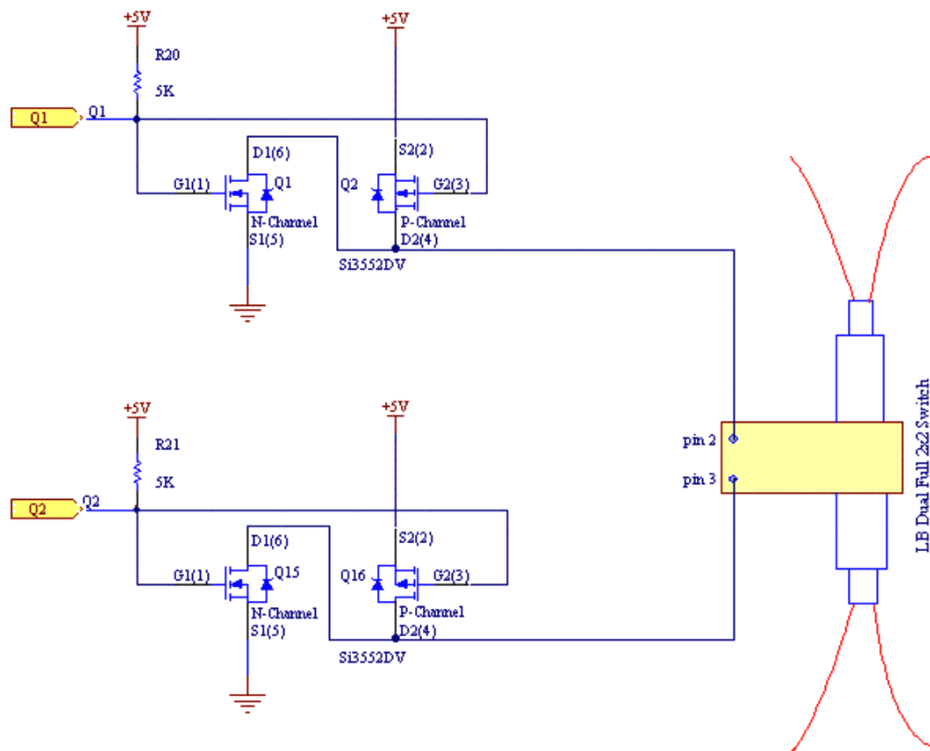 +5V
+5V
R20
5K
Q1
Q1
D1(6)
S2(2)
G1(1)
Q1
Q2
G2(3)
N-Channel
P-Channel
S1(5)
D2(4)
Si3552DV
+5V
+5V
R21
5K
pin 2
pin 3
LB Dual Full 2x2 Switch
Q2
Q2
D1(6)
S2(2)
G1(1)
Q15
Q16
G2(3)
N-Channel
P-Channel
S1(5)
D2(4)
Si3552DV